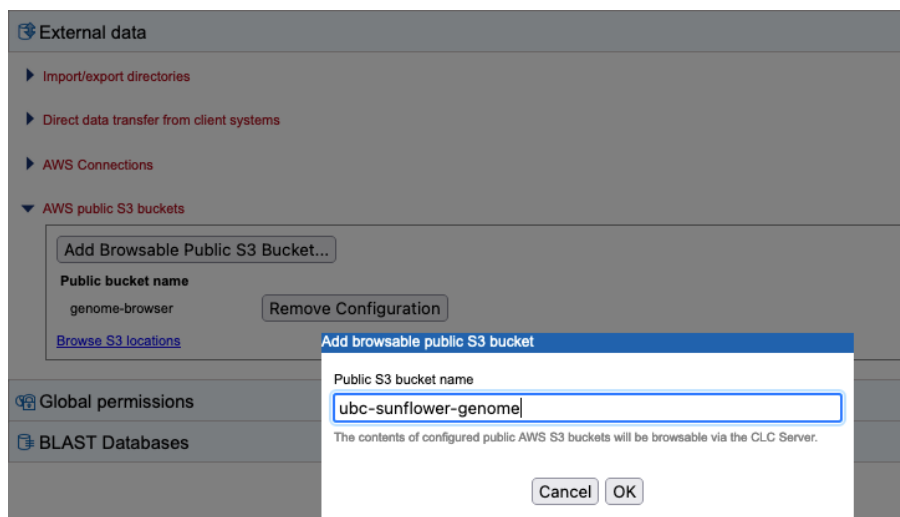 External data
Import/export directories
Direct data transfer from client systems
AWS Connections
AWS public S3 buckets
Add Browsable Public S3 Bucket...
Public bucket name
genome-browser Remove Configuration
Browse S3 locations
Add browsable public S3 bucket
Public S3 bucket name
ubc-sunflower-genome
The contents of configured public AWS S3 buckets will be browsable via the CLC Server.
Cancel OK
Global permissions
BLAST Databases